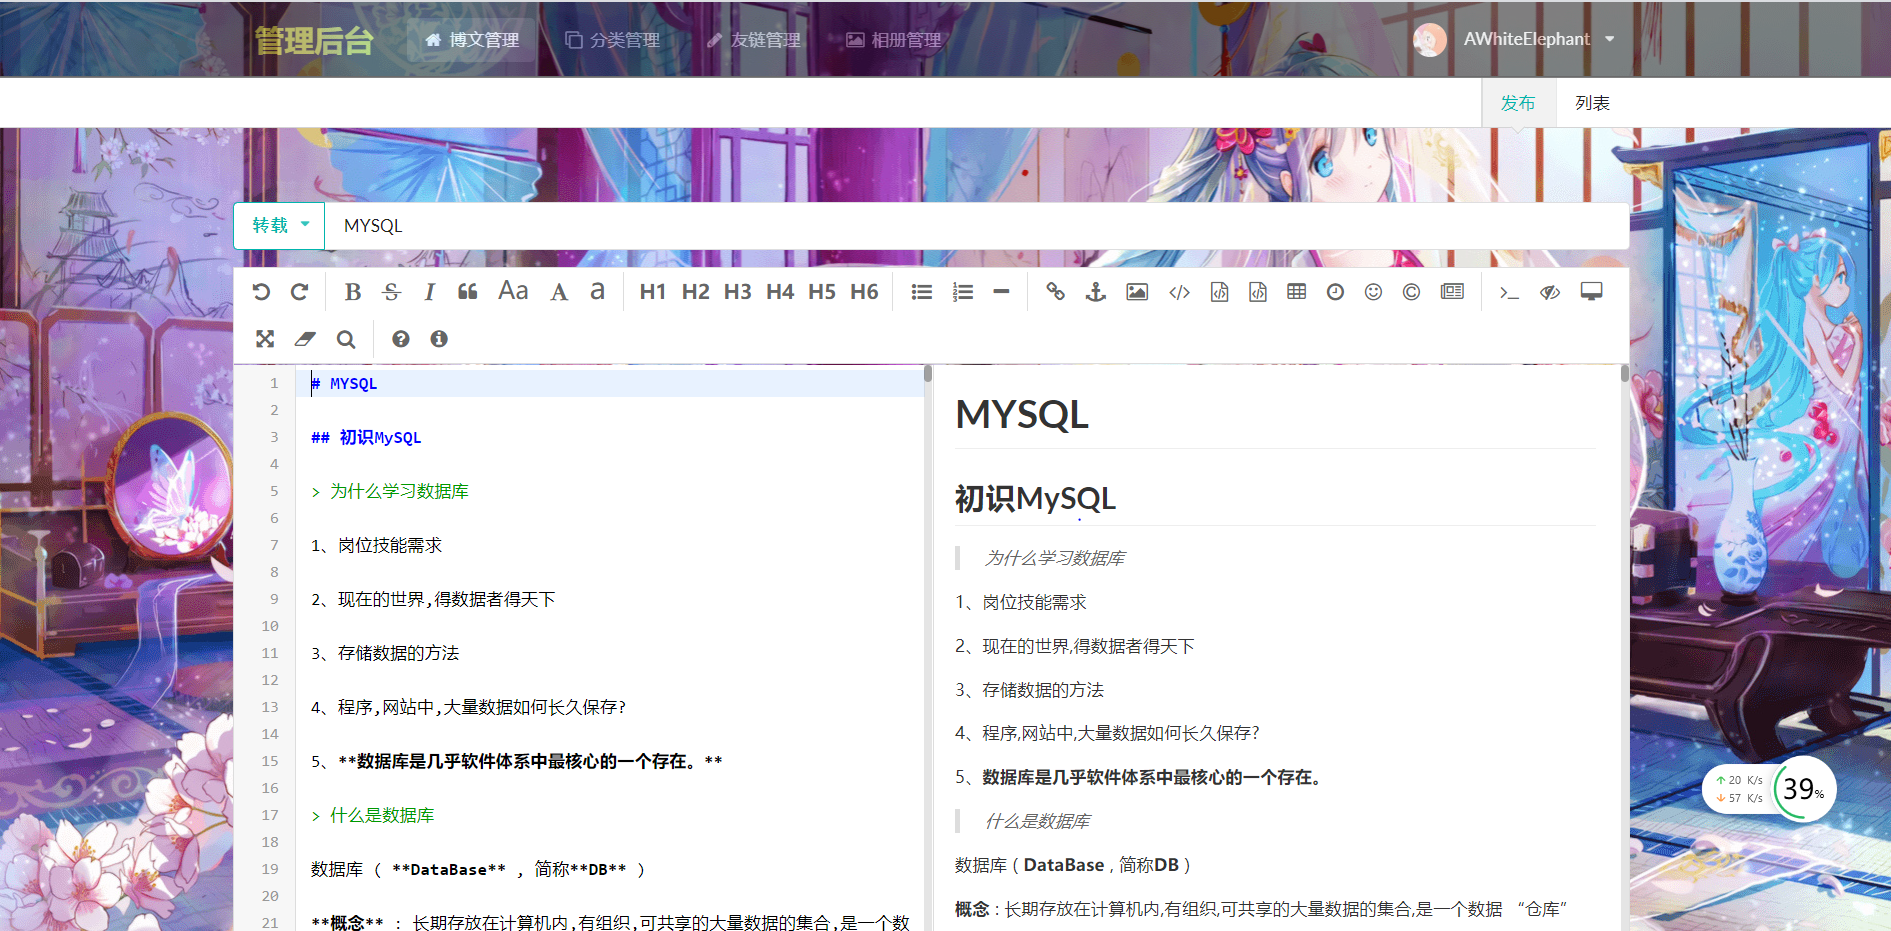 管理后台 博文管理 分类管理 友链管理 相册管理 AWhiteElephant
发布 列表
转载 MYSQL
B S I Aa A a H1 H2 H3 H4 H5 H6
1 # MYSQL
2
3 ## 初识MySQL
4
5 > 为什么学习数据库
6
7 1、岗位技能需求
8
9 2、现在的世界,得数据者得天下
10
11 3、存储数据的方法
12
13 4、程序,网站中,大量数据如何长久保存?
14
15 5、**数据库是几乎软件体系中最核心的一个存在。**
16
17 > 什么是数据库
18
19 数据库 ( **DataBase** , 简称**DB** )
20
21 **概念** : 长期存放在计算机内,有组织,可共享的大量数据的集合,是一个数
MYSQL
初识MySQL
为什么学习数据库
1、岗位技能需求
2、现在的世界,得数据者得天下
3、存储数据的方法
4、程序,网站中,大量数据如何长久保存?
5、数据库是几乎软件体系中最核心的一个存在。
什么是数据库
数据库 ( DataBase , 简称DB )
概念 : 长期存放在计算机内,有组织,可共享的大量数据的集合,是一个数据 “仓库”
20 K/s
57 K/s
39%